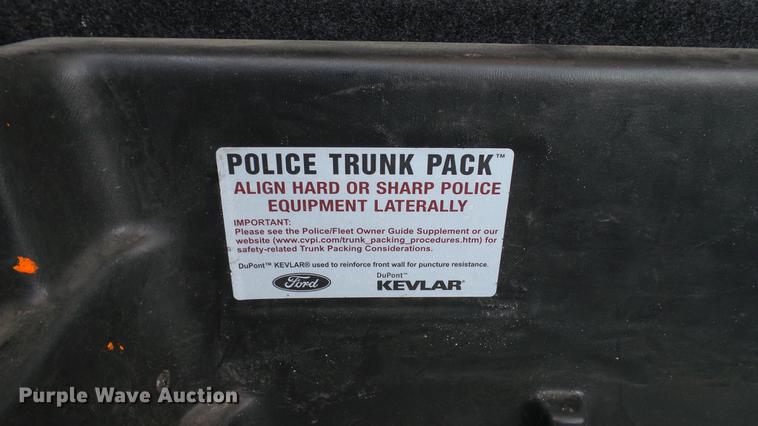 POLICE TRUNK PACK™
ALIGN HARD OR SHARP POLICE
EQUIPMENT LATERALLY
IMPORTANT:
Please see the Police/Fleet Owner Guide Supplement or our
website (www.cvpi.com/trunk_packing_procedures.htm) for
safety-related Trunk Packing Considerations.
DuPont™ KEVLAR® used to reinforce front wall for puncture resistance.
Ford
DuPont™
KEVLAR®
Purple Wave Auction